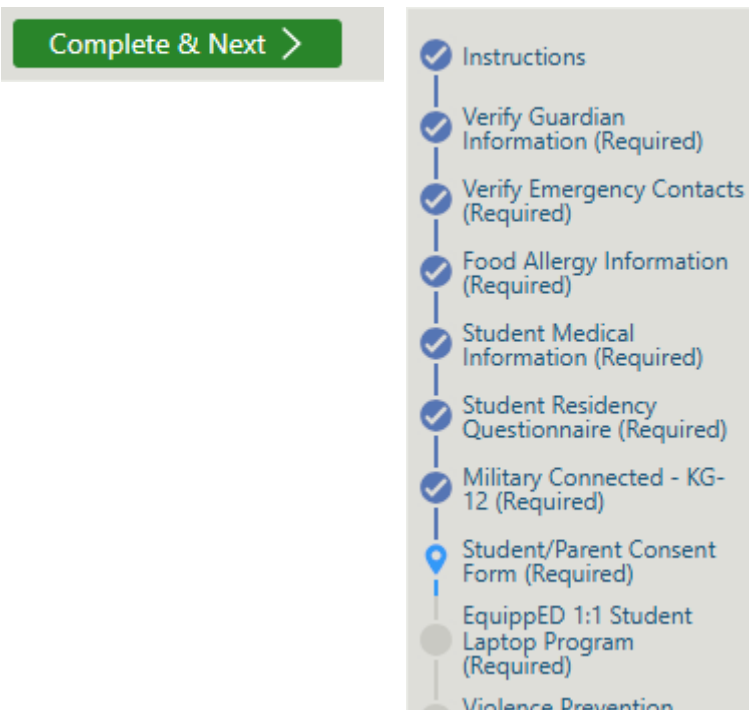 Complete & Next
Instructions
Verify Guardian
Information (Required)
Verify Emergency Contacts
(Required)
Food Allergy Information
(Required)
Student Medical
Information (Required)
Student Residency
Questionnaire (Required)
Military Connected - KG-
12 (Required)
Student/Parent Consent
Form (Required)
EquippED 1:1 Student
Laptop Program
(Required)
Violence Prevention